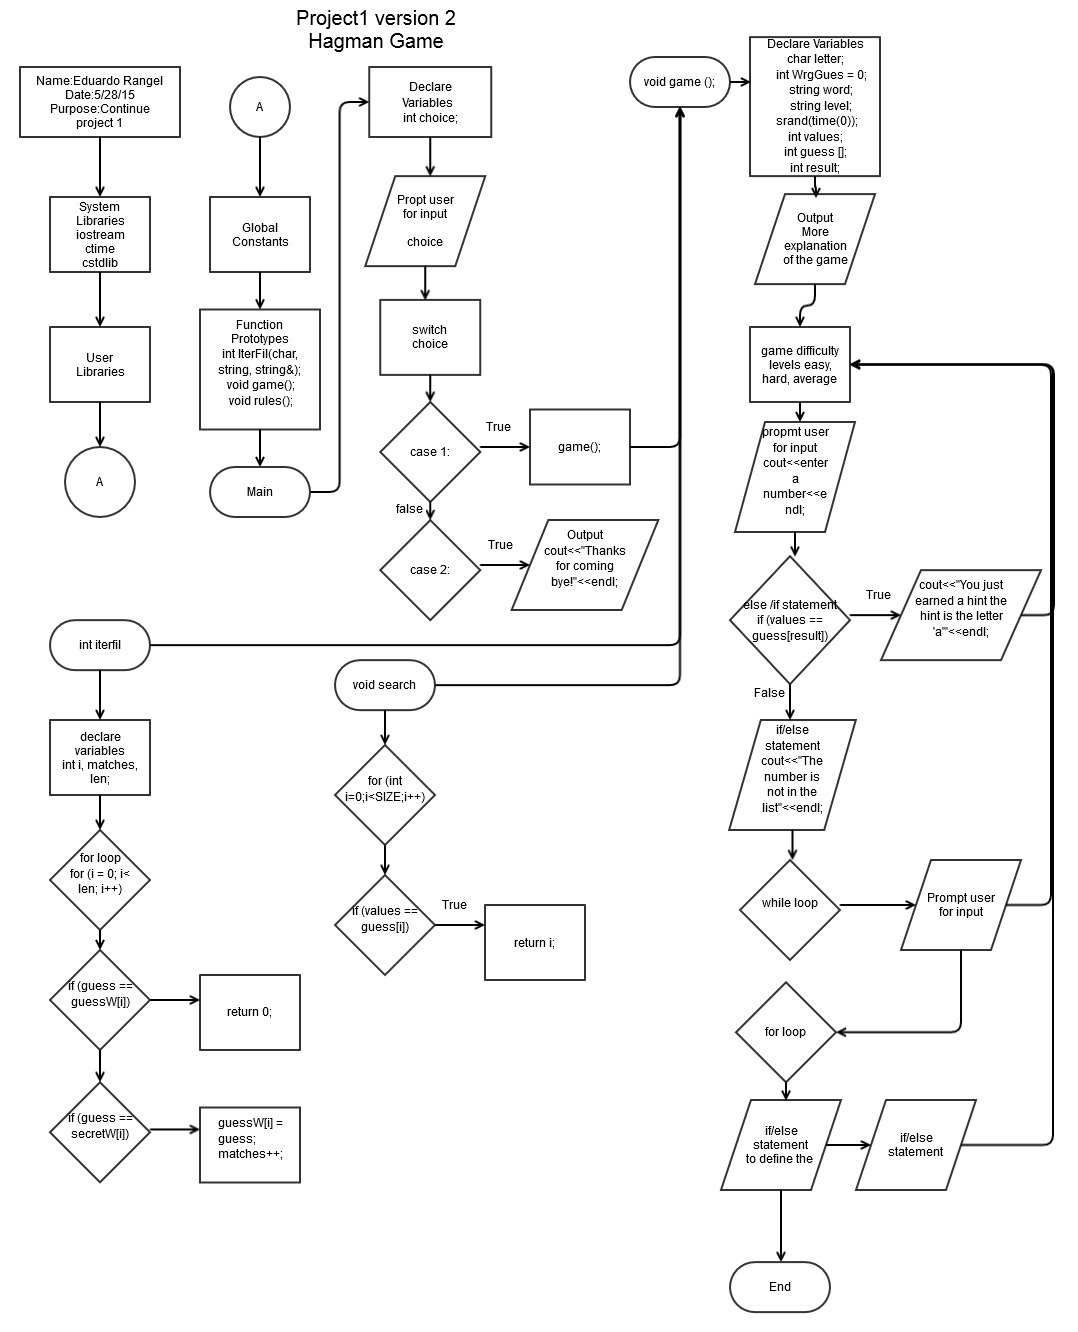 Project1 version 2
Hagman Game
Name:Eduardo Rangel
Date:5/28/15
Purpose:Continue
project 1
System
Libraries
iostream
ctime
cstdlib
User
Libraries
A
A
Global
Constants
Function
Prototypes
int IterFil(char,
string, string&);
void game();
void rules();
Main
Declare
Variables
int choice;
Propt user
for input
choice
switch
choice
case 1:
True
game();
false
case 2:
True
Output
cout<<"Thanks
for coming
bye!"<<endl;
int iterfil
declare
variables
int i, matches,
len;
for loop
for (i = 0; i<
len; i++)
if (guess ==
guessW[i])
return 0;
if (guess ==
secretW[i])
guessW[i] =
guess;
matches++;
void search
for (int
i=0;i<SIZE;i++)
if (values ==
guess[i])
True
return i;
void game ();
Declare Variables
char letter;
int WrgGues = 0;
string word;
string level;
srand(time(0));
int values;
int guess [];
int result;
Output
More
explanation
of the game
game difficulty
levels easy,
hard, average
propmt user
for input
cout<<enter
a
number<<e
ndl;
else /if statement
if (values ==
guess[result])
True
cout<<"You just
earned a hint the
hint is the letter
'a'"<<endl;
False
if/else
statement
cout<<"The
number is
not in the
list"<<endl;
while loop
Prompt user
for input
for loop
if/else
statement
to define the
if/else
statement
End